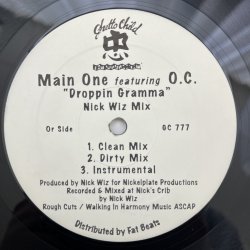 Ghetto Child
Main One featuring O.C.
"Droppin Gramma"
Nick Wiz Mix
Or Side
GC 777
1. Clean Mix
2. Dirty Mix
3. Instrumental
Produced by Nick Wiz for Nickelplate Productions
Recorded & Mixed at Nick's Crib
by Nick Wiz
Rough Cuts / Walking In Harmony Music ASCAP
Distributed by Fat Beats